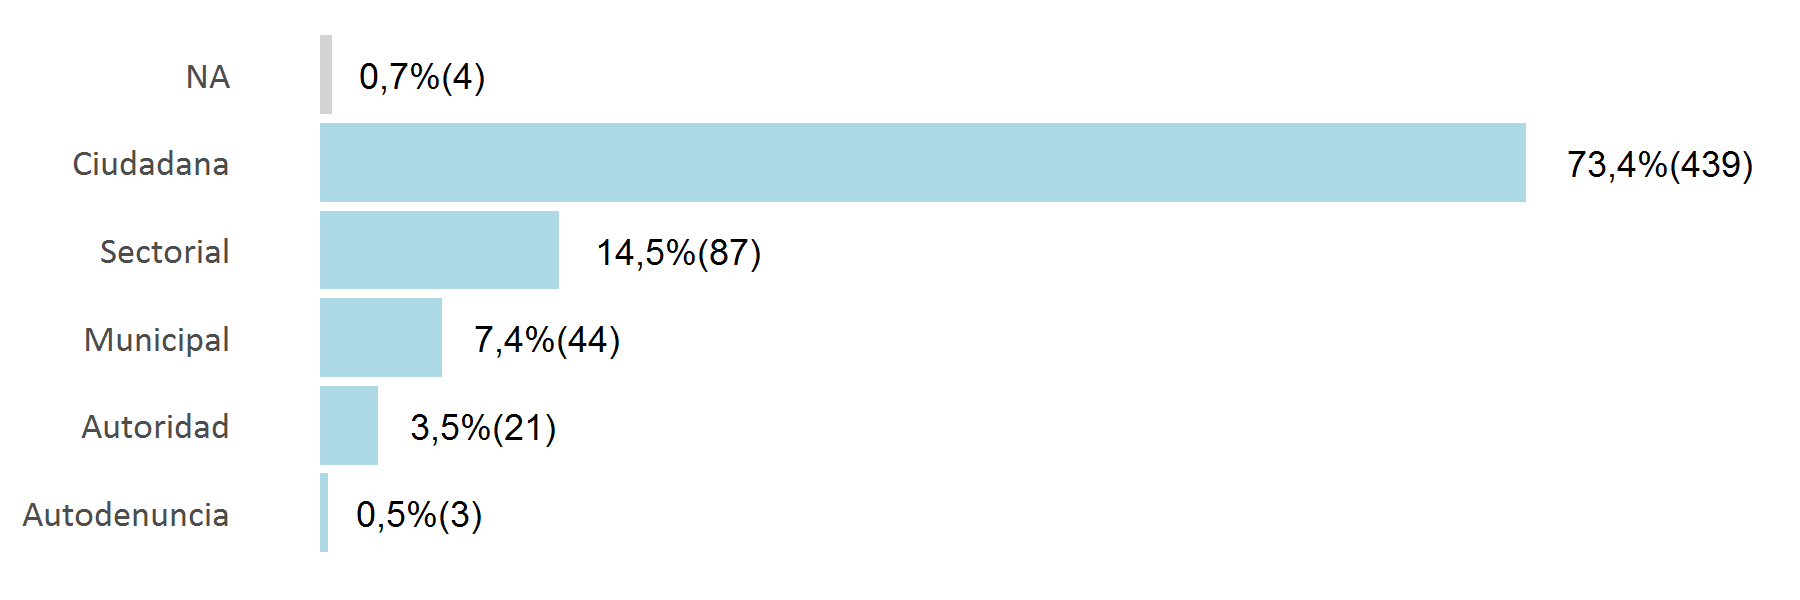 NA 0,7%(4)
Ciudadana 73,4%(439)
Sectorial 14,5%(87)
Municipal 7,4%(44)
Autoridad 3,5%(21)
Autodenuncia 0,5%(3)